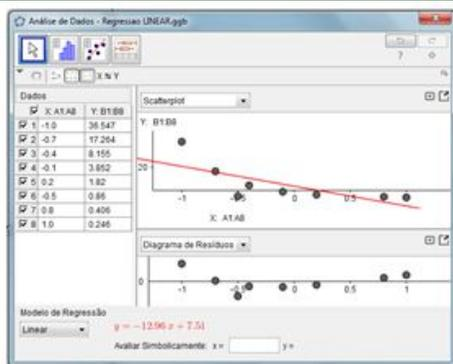 Análise de Dados - Regressao LINEAR.ggb
X N Y
Dados
X: A1:A8 Y: B1:B8
1 -1.0 36.547
2 -0.7 17.264
3 -0.4 8.155
4 -0.1 3.852
5 0.2 1.82
6 -0.5 0.86
7 0.8 0.406
8 1.0 0.246
Scatterplot
Y: B1:B8
20
-1 -0.5 0 0.5 1
X: A1:A8
Diagrama de Resíduos
0
-1 -0.5 0 0.5 1
Modelo de Regressão
Linear
y = -12.96 x + 7.51
Avaliar Simbolicamente: x = y =